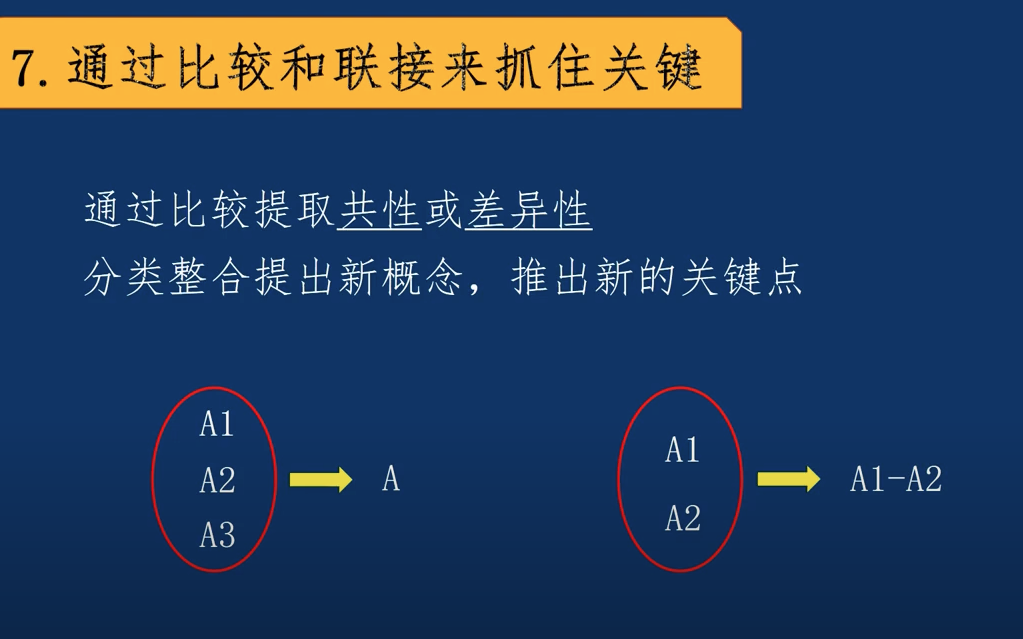 7.通过比较和联接来抓住关键
通过比较提取共性或差异性
分类整合提出新概念，推出新的关键点
A1
A2
A3
A
A1
A2
A1-A2